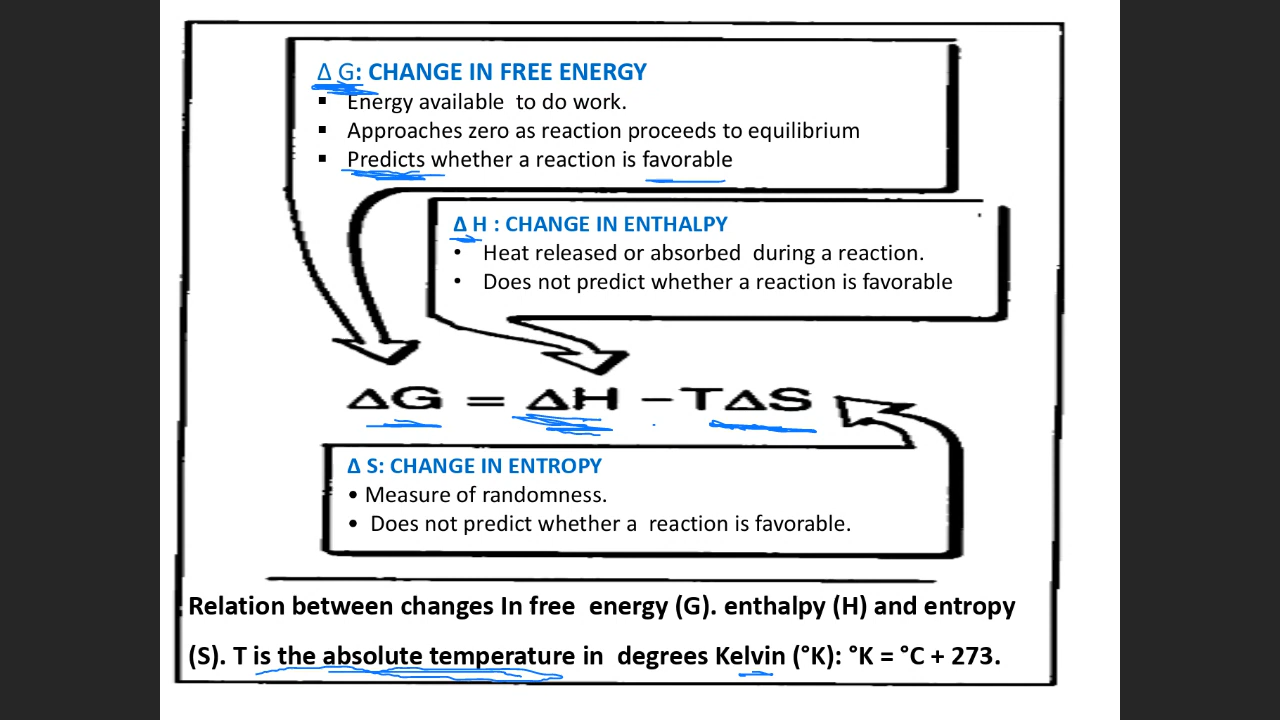 Δ G: CHANGE IN FREE ENERGY
▪ Energy available to do work.
▪ Approaches zero as reaction proceeds to equilibrium
▪ Predicts whether a reaction is favorable
Δ H : CHANGE IN ENTHALPY
• Heat released or absorbed during a reaction.
• Does not predict whether a reaction is favorable
ΔG = ΔH – TΔS
Δ S: CHANGE IN ENTROPY
• Measure of randomness.
• Does not predict whether a reaction is favorable.
Relation between changes In free energy (G). enthalpy (H) and entropy
(S). T is the absolute temperature in degrees Kelvin (°K): °K = °C + 273.